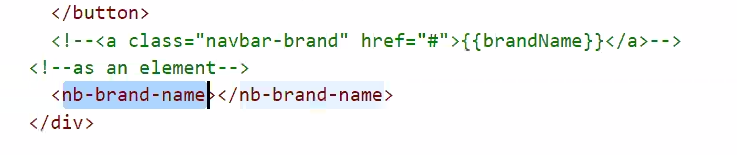 </button>
<!--<a class="navbar-brand" href="#">{{brandName}}</a>-->
<!--as an element-->
<nb-brand-name></nb-brand-name>
</div>